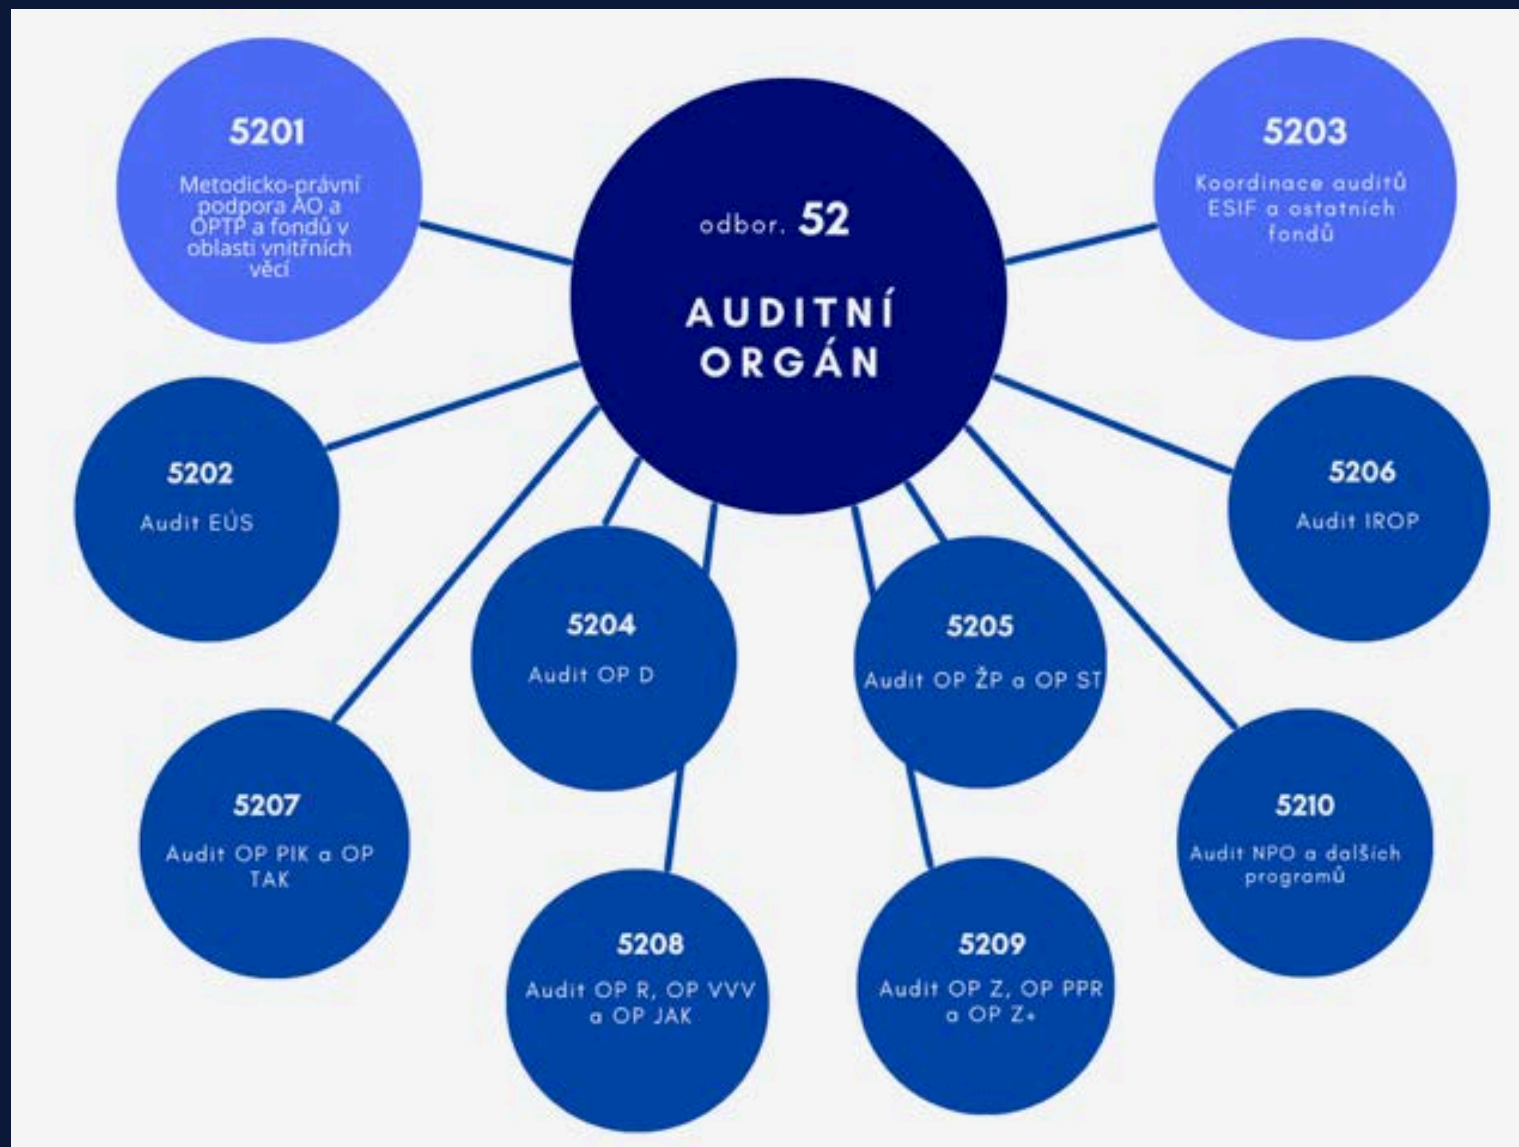 5201
Metodicko-právní
podpora AO a
OPTP a fondů v
oblasti vnitřních
věcí
odbor. 52
AUDITNÍ
ORGÁN
5203
Koordinace auditů
ESIF a ostatních
fondů
5202
Audit EÚS
5206
Audit IROP
5204
Audit OP D
5205
Audit OP ŽP a OP ST
5207
Audit OP PIK a OP
TAK
5210
Audit NPO a dalších
programů
5208
Audit OP R, OP VVV
a OP JAK
5209
Audit OP Z, OP PPR
a OP Z+